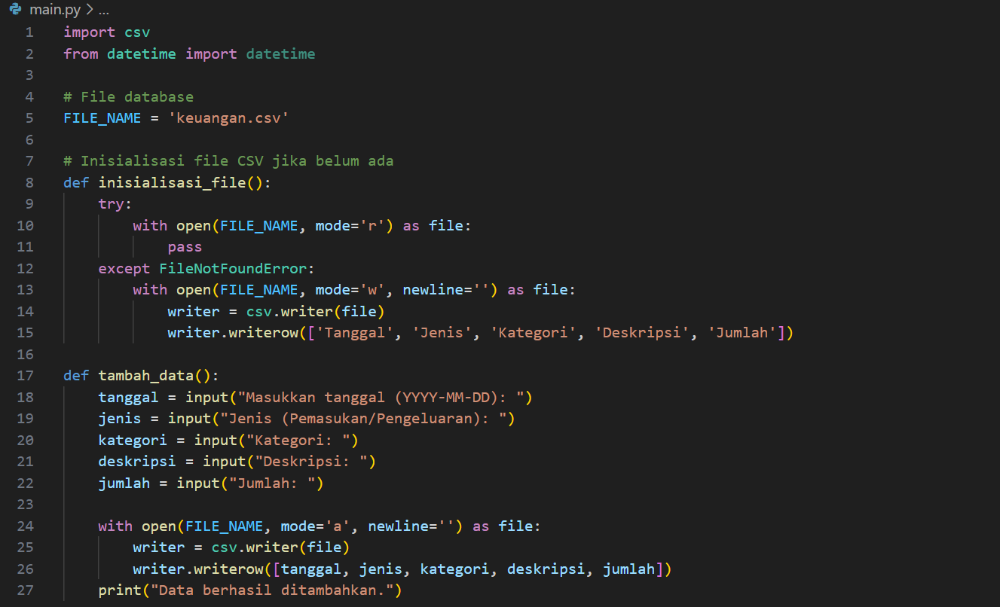 main.py > ...
1 import csv
2 from datetime import datetime
3
4 # File database
5 FILE_NAME = 'keuangan.csv'
6
7 # Inisialisasi file CSV jika belum ada
8 def inisialisasi_file():
9     try:
10         with open(FILE_NAME, mode='r') as file:
11             pass
12     except FileNotFoundError:
13         with open(FILE_NAME, mode='w', newline='') as file:
14             writer = csv.writer(file)
15             writer.writerow(['Tanggal', 'Jenis', 'Kategori', 'Deskripsi', 'Jumlah'])
16
17 def tambah_data():
18     tanggal = input("Masukkan tanggal (YYYY-MM-DD): ")
19     jenis = input("Jenis (Pemasukan/Pengeluaran): ")
20     kategori = input("Kategori: ")
21     deskripsi = input("Deskripsi: ")
22     jumlah = input("Jumlah: ")
23
24     with open(FILE_NAME, mode='a', newline='') as file:
25         writer = csv.writer(file)
26         writer.writerow([tanggal, jenis, kategori, deskripsi, jumlah])
27     print("Data berhasil ditambahkan.")